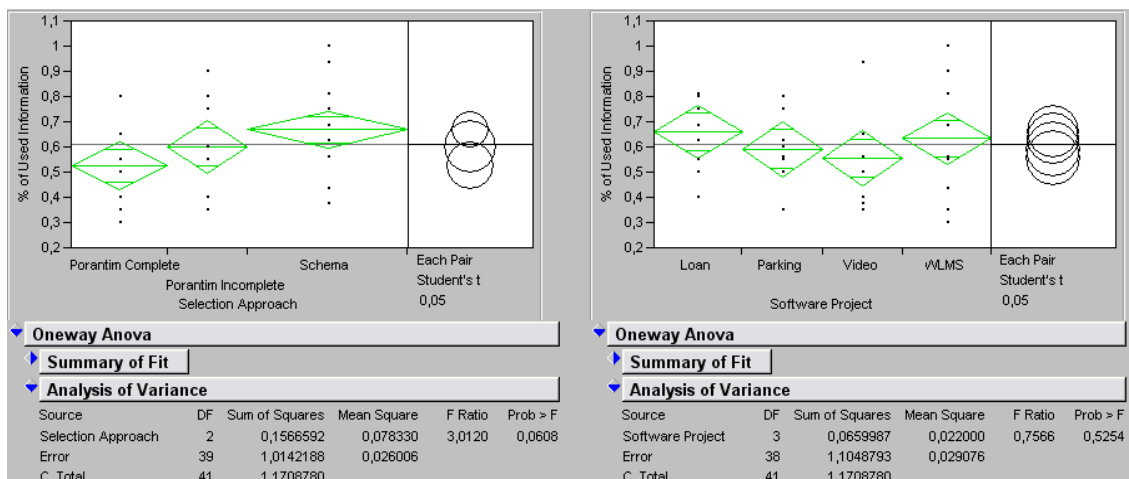 1,1
1
0,9
0,8
0,7
0,6
0,5
0,4
0,3
0,2
% of Used Information
Porantim Complete
Porantim Incomplete
Schema
Selection Approach
Each Pair
Student's t
0,05
Oneway Anova
Summary of Fit
Analysis of Variance
Source DF Sum of Squares Mean Square F Ratio Prob > F
Selection Approach 2 0,1566592 0,078330 3,0120 0,0608
Error 39 1,0142188 0,026006
C. Total 41 1,1708780
1,1
1
0,9
0,8
0,7
0,6
0,5
0,4
0,3
0,2
% of Used Information
Loan Parking Video WLMS
Software Project
Each Pair
Student's t
0,05
Oneway Anova
Summary of Fit
Analysis of Variance
Source DF Sum of Squares Mean Square F Ratio Prob > F
Software Project 3 0,0659987 0,022000 0,7566 0,5254
Error 38 1,1048793 0,029076
C. Total 41 1,1708780